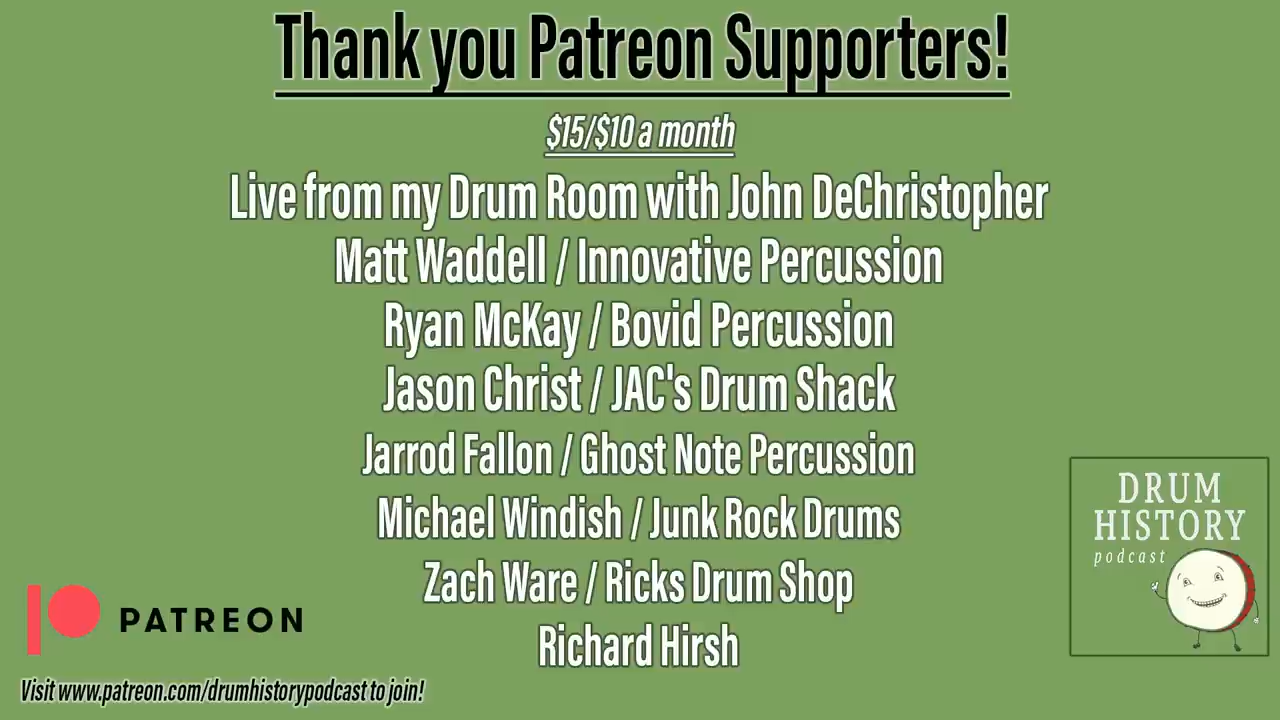 Thank you Patreon Supporters!
$15/$10 a month
Live from my Drum Room with John DeChristopher
Matt Waddell / Innovative Percussion
Ryan McKay / Bovid Percussion
Jason Christ / JAC's Drum Shack
Jarrod Fallon / Ghost Note Percussion
Michael Windish / Junk Rock Drums
Zach Ware / Ricks Drum Shop
Richard Hirsh
DRUM
HISTORY
podcast
PATREON
Visit www.patreon.com/drumhistorypodcast to join!